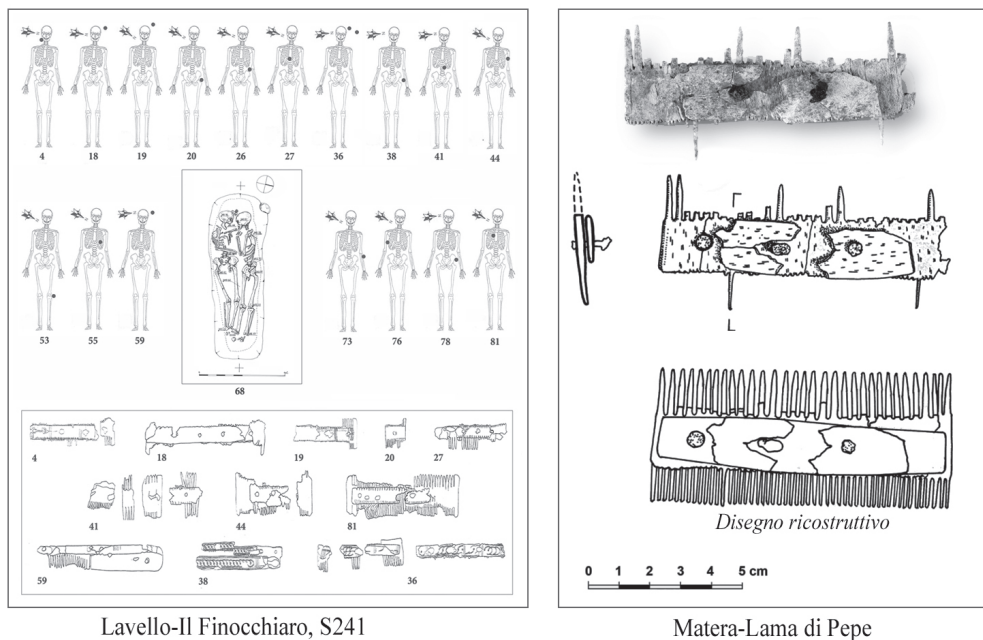 4 18 19 20 26 27 36 38 41 44
53 55 59 73 76 78 81
68
4 18 19 20 27
41 44 81
59 38 36
Lavello-Il Finocchiaro, S241
Disegno ricostruttivo
0 1 2 3 4 5 cm
Matera-Lama di Pepe